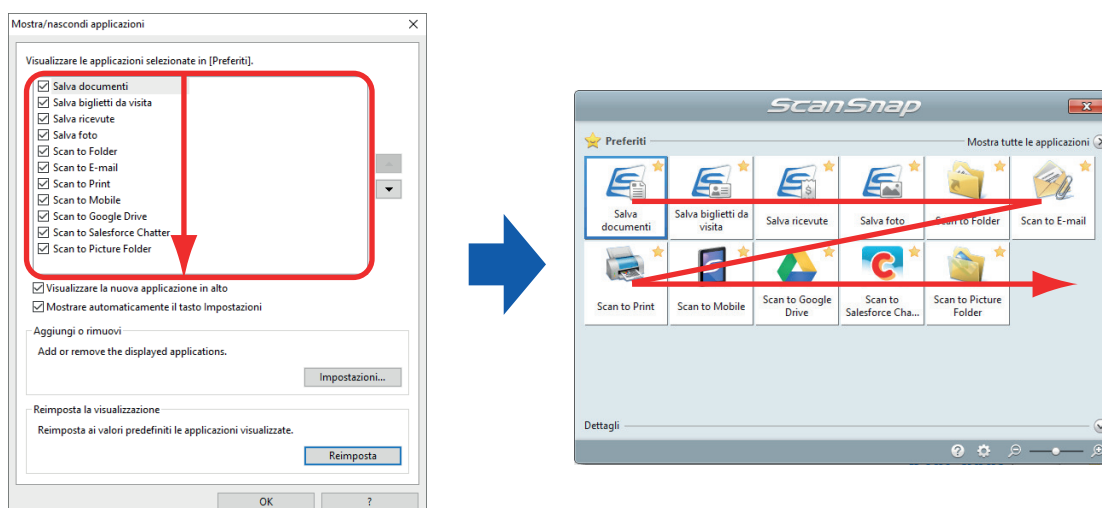 Mostra/nascondi applicazioni
Visualizzare le applicazioni selezionate in [Preferiti].
Salva documenti
Salva biglietti da visita
Salva ricevute
Salva foto
Scan to Folder
Scan to E-mail
Scan to Print
Scan to Mobile
Scan to Google Drive
Scan to Salesforce Chatter
Scan to Picture Folder
Visualizzare la nuova applicazione in alto
Mostrare automaticamente il tasto Impostazioni
Aggiungi o rimuovi
Add or remove the displayed applications.
Impostazioni...
Reimposta la visualizzazione
Reimposta ai valori predefiniti le applicazioni visualizzate.
Reimposta
OK ?
ScanSnap
Preferiti Mostra tutte le applicazioni
Salva documenti
Salva biglietti da visita
Salva ricevute
Salva foto
Scan to Folder
Scan to E-mail
Scan to Print
Scan to Mobile
Scan to Google Drive
Scan to Salesforce Cha...
Scan to Picture Folder
Dettagli